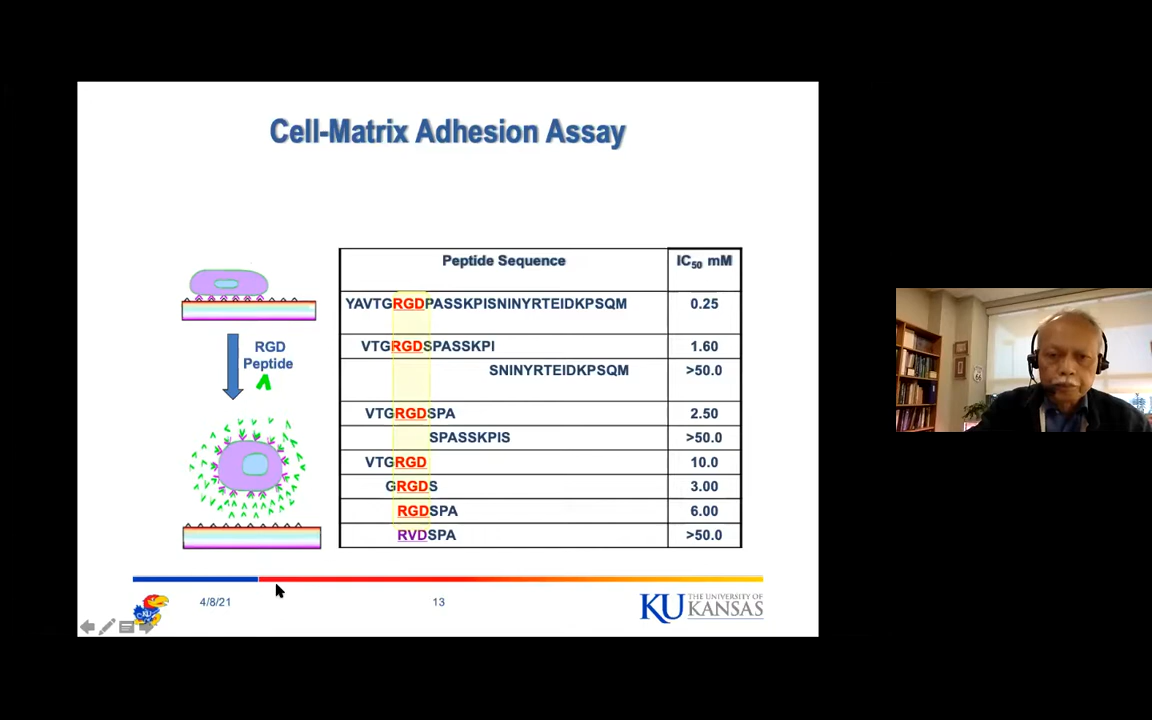 Cell-Matrix Adhesion Assay
Peptide Sequence IC50 mM
YAVTGRGDPASSKPISNINYRTEIDKPSQM 0.25
VTGRGDSPASSKPI 1.60
SNINYRTEIDKPSQM >50.0
VTGRGDSPA 2.50
SPASSKPIS >50.0
VTGRGD 10.0
GRGDS 3.00
RGDSPA 6.00
RVDSPA >50.0
RGD
Peptide
4/8/21
13
KU THE UNIVERSITY OF
KANSAS